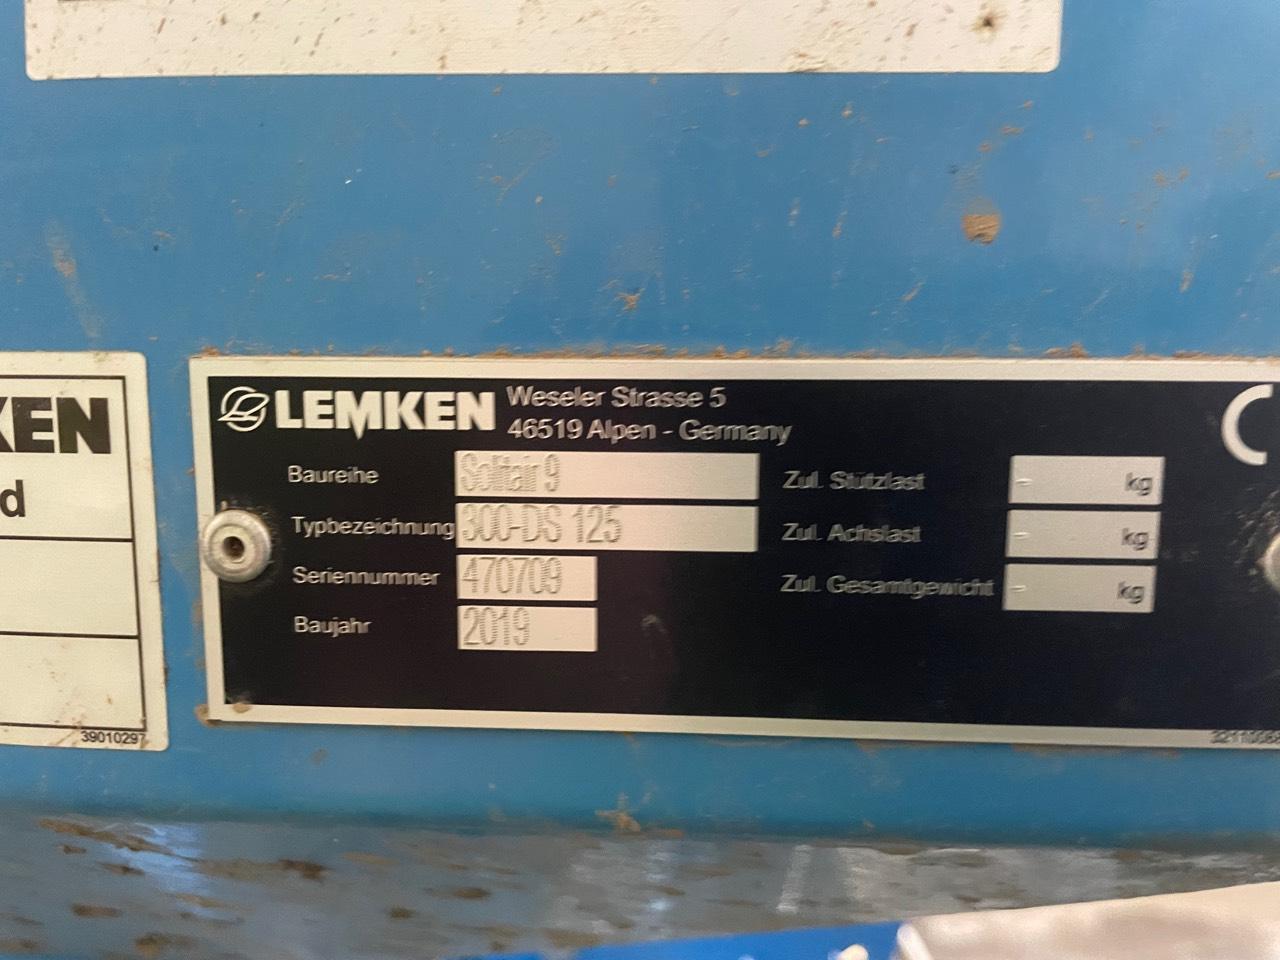 LEMKEN
Weseler Strasse 5
46519 Alpen - Germany
Baureihe Solitair 9
Typbezeichnung 300-DS 125
Seriennummer 470709
Baujahr 2019
Zul. Stützlast - kg
Zul. Achslast - kg
Zul. Gesamtgewicht - kg
C
KEN
d
39010297